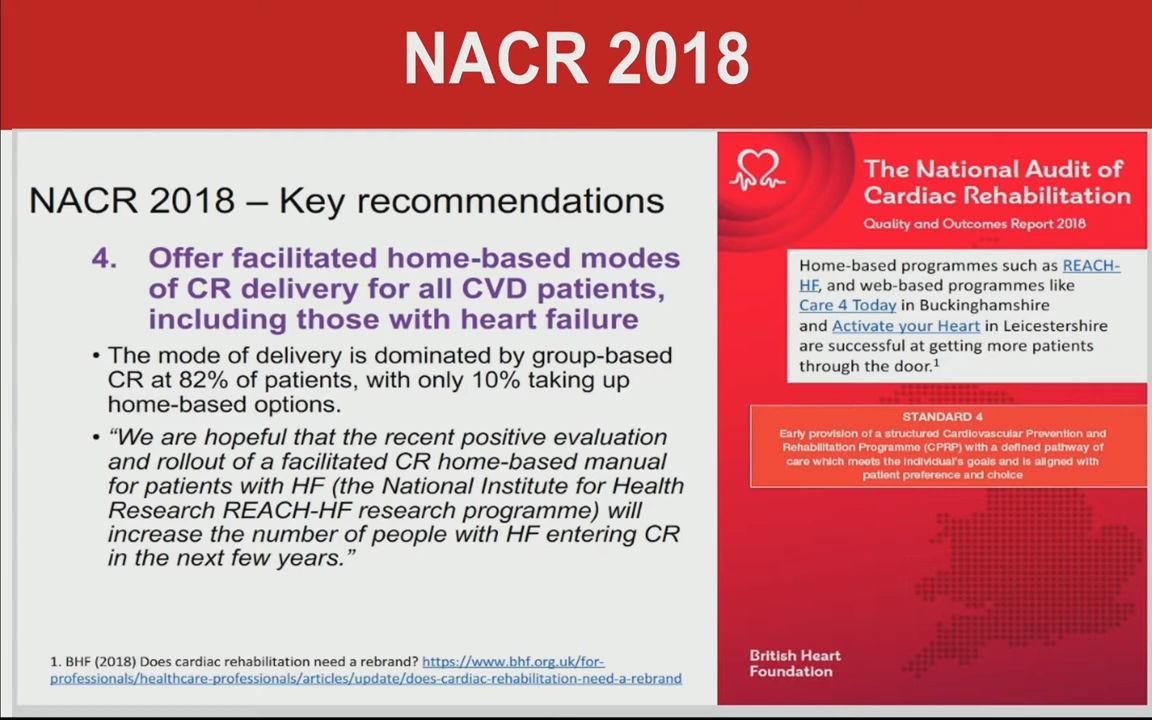 NACR 2018
NACR 2018 – Key recommendations
4. Offer facilitated home-based modes
of CR delivery for all CVD patients,
including those with heart failure
• The mode of delivery is dominated by group-based
CR at 82% of patients, with only 10% taking up
home-based options.
• “We are hopeful that the recent positive evaluation
and rollout of a facilitated CR home-based manual
for patients with HF (the National Institute for Health
Research REACH-HF research programme) will
increase the number of people with HF entering CR
in the next few years.”
1. BHF (2018) Does cardiac rehabilitation need a rebrand? https://www.bhf.org.uk/for-
professionals/healthcare-professionals/articles/update/does-cardiac-rehabilitation-need-a-rebrand
The National Audit of
Cardiac Rehabilitation
Quality and Outcomes Report 2018
Home-based programmes such as REACH-
HF, and web-based programmes like
Care 4 Today in Buckinghamshire
and Activate your Heart in Leicestershire
are successful at getting more patients
through the door.1
STANDARD 4
Early provision of a structured Cardiovascular Prevention and
Rehabilitation Programme (CPRP) with a defined pathway of
care which meets the individual's goals and is aligned with
patient preference and choice
British Heart
Foundation